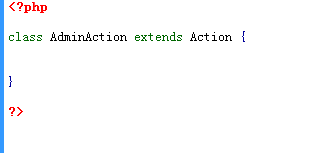 <?php
class AdminAction extends Action {
}
?>